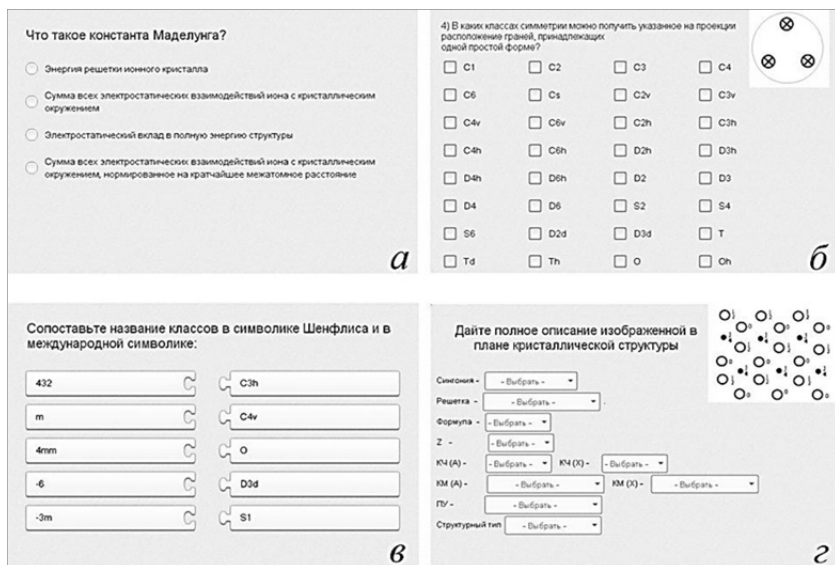 Что такое константа Маделунга?
Энергия решетки ионного кристалла
Сумма всех электростатических взаимодействий иона с кристаллическим
окружением
Электростатический вклад в полную энергию структуры
Сумма всех электростатических взаимодействий иона с кристаллическим
окружением, нормированное на кратчайшее межатомное расстояние
а
4) В каких классах симметрии можно получить указанное на проекции
расположение граней, принадлежащих
одной простой форме?
C1 C2 C3 C4
C6 Cs C2v C3v
C4v C6v C2h C3h
C4h C6h D2h D3h
D4h D6h D2 D3
D4 D6 S2 S4
S6 D2d D3d T
Td Th O Oh
б
Сопоставьте название классов в символике Шенфлиса и в
международной символике:
432 C3h
m C4v
4mm O
-6 D3d
-3m S1
в
Дайте полное описание изображенной в
плане кристаллической структуры
Сингония - - Выбрать -
Решетка - - Выбрать - .
Формула - - Выбрать -
Z - - Выбрать -
КЧ (А) - - Выбрать - КЧ (Х) - - Выбрать -
КМ (А) - - Выбрать - КМ (Х) - - Выбрать -
ПУ - - Выбрать -
Структурный тип - Выбрать -
г